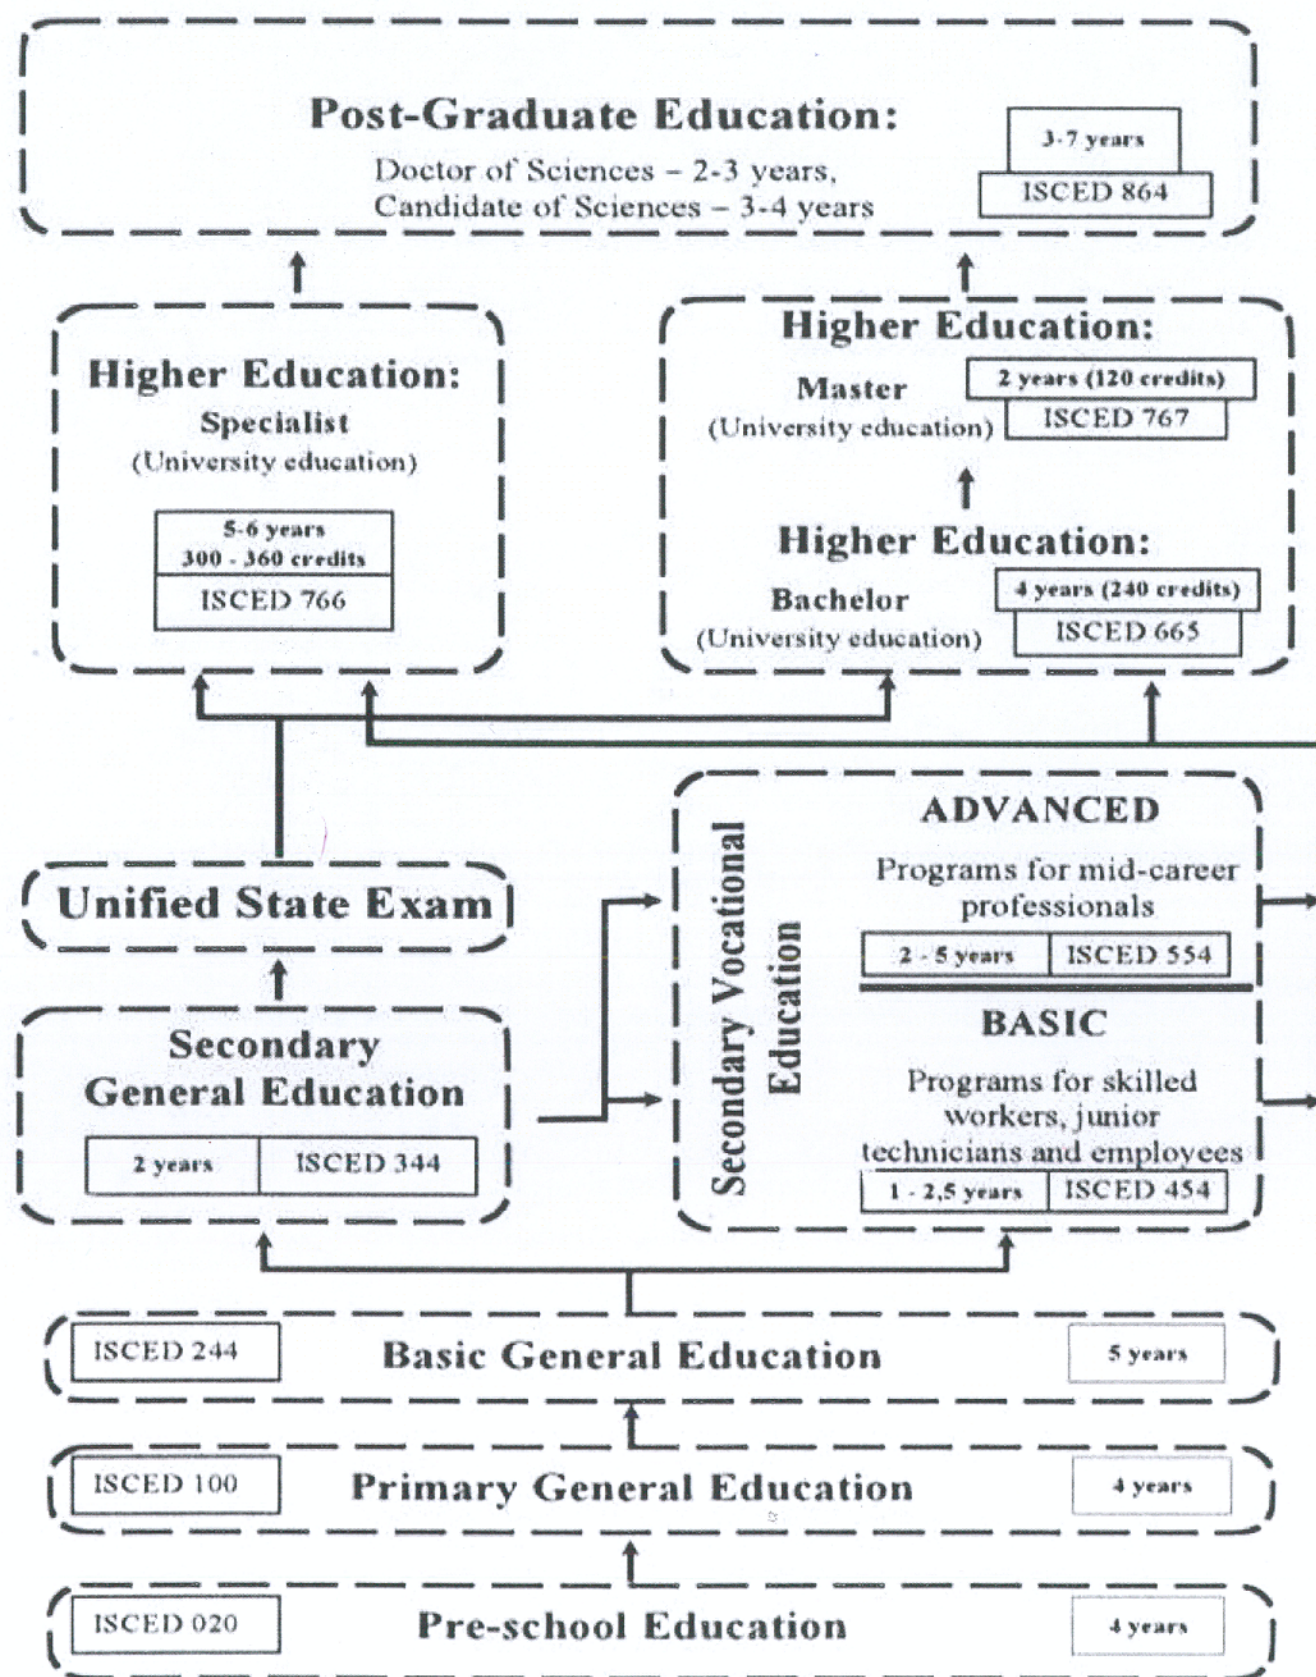 Post-Graduate Education:
Doctor of Sciences – 2-3 years,
Candidate of Sciences – 3-4 years
3-7 years
ISCED 864
Higher Education:
Specialist
(University education)
5-6 years
300 - 360 credits
ISCED 766
Higher Education:
Master
(University education)
2 years (120 credits)
ISCED 767
Higher Education:
Bachelor
(University education)
4 years (240 credits)
ISCED 665
Unified State Exam
Secondary
General Education
2 years
ISCED 344
Secondary Vocational
Education
ADVANCED
Programs for mid-career
professionals
2 - 5 years
ISCED 554
BASIC
Programs for skilled
workers, junior
technicians and employees
1 - 2,5 years
ISCED 454
ISCED 244
Basic General Education
5 years
ISCED 100
Primary General Education
4 years
ISCED 020
Pre-school Education
4 years